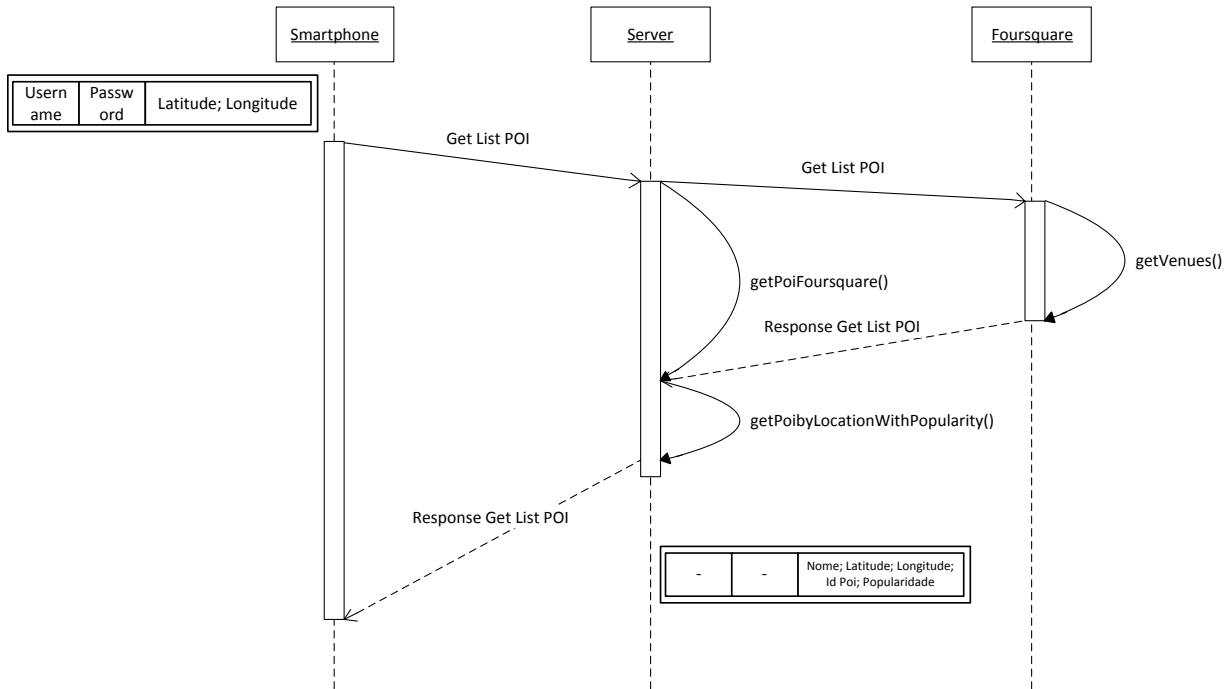 Smartphone
Server
Foursquare
Usern
ame
Passw
ord
Latitude; Longitude
Get List POI
Get List POI
getVenues()
getPoiFoursquare()
Response Get List POI
getPoibyLocationWithPopularity()
Response Get List POI
-
-
Nome; Latitude; Longitude;
Id Poi; Popularidade